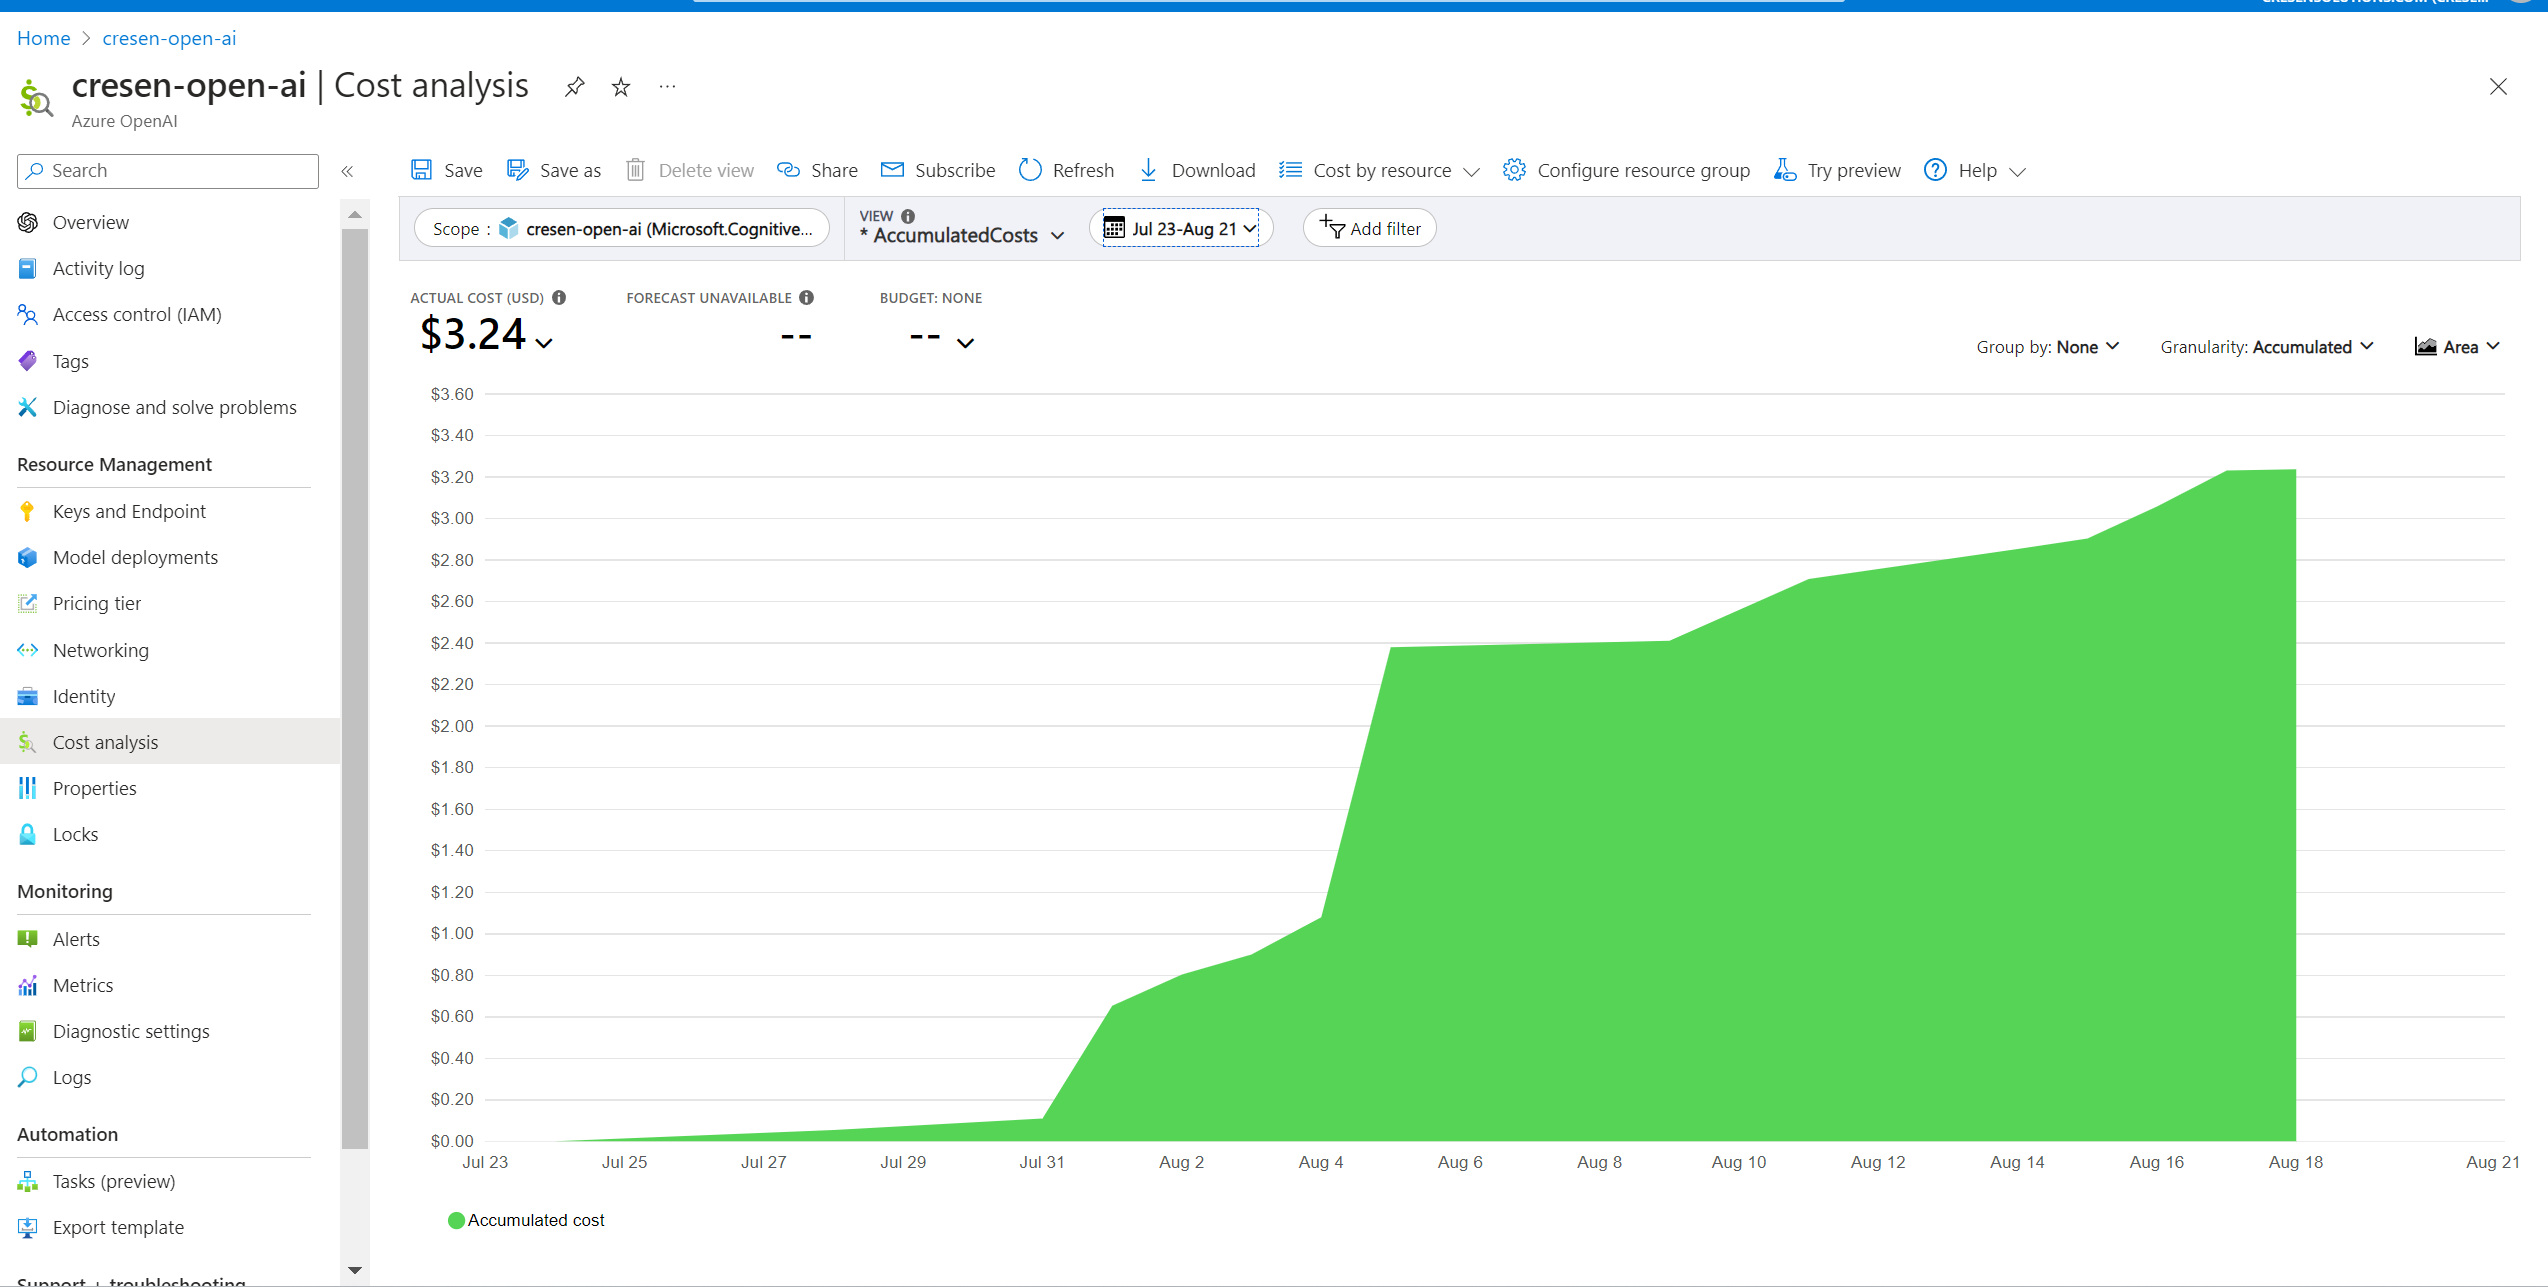 Home > cresen-open-ai
cresen-open-ai | Cost analysis
Azure OpenAI
Search
Overview
Activity log
Access control (IAM)
Tags
Diagnose and solve problems
Resource Management
Keys and Endpoint
Model deployments
Pricing tier
Networking
Identity
Cost analysis
Properties
Locks
Monitoring
Alerts
Metrics
Diagnostic settings
Logs
Automation
Tasks (preview)
Export template
Support + troubleshooting
Save Save as Delete view Share Subscribe Refresh Download Cost by resource Configure resource group Try preview Help
Scope : cresen-open-ai (Microsoft.Cognitive...
VIEW
* AccumulatedCosts
Jul 23-Aug 21
Add filter
ACTUAL COST (USD)
$3.24
FORECAST UNAVAILABLE
--
BUDGET: NONE
--
Group by: None Granularity: Accumulated Area
$3.60
$3.40
$3.20
$3.00
$2.80
$2.60
$2.40
$2.20
$2.00
$1.80
$1.60
$1.40
$1.20
$1.00
$0.80
$0.60
$0.40
$0.20
$0.00
Jul 23 Jul 25 Jul 27 Jul 29 Jul 31 Aug 2 Aug 4 Aug 6 Aug 8 Aug 10 Aug 12 Aug 14 Aug 16 Aug 18 Aug 21
Accumulated cost